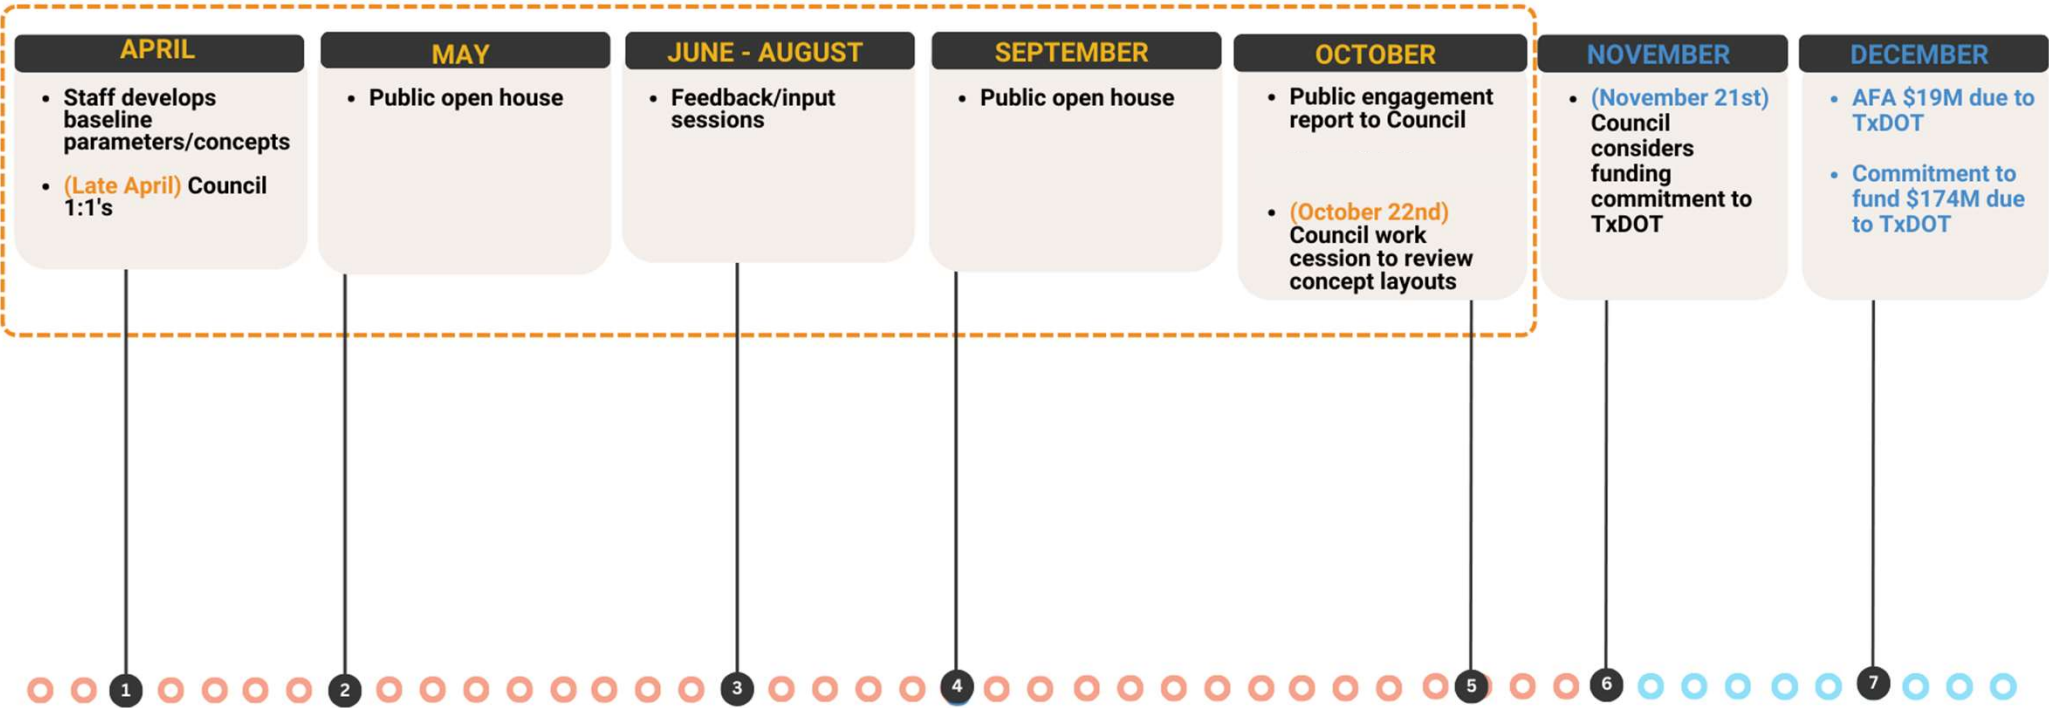 APRIL
• Staff develops
baseline
parameters/concepts
• (Late April) Council
1:1's
MAY
• Public open house
JUNE - AUGUST
• Feedback/input
sessions
SEPTEMBER
• Public open house
OCTOBER
• Public engagement
report to Council
• (October 22nd)
Council work
cession to review
concept layouts
NOVEMBER
• (November 21st)
Council
considers
funding
commitment to
TxDOT
DECEMBER
• AFA $19M due to
TxDOT
• Commitment to
fund $174M due
to TxDOT
1
2
3
4
5
6
7